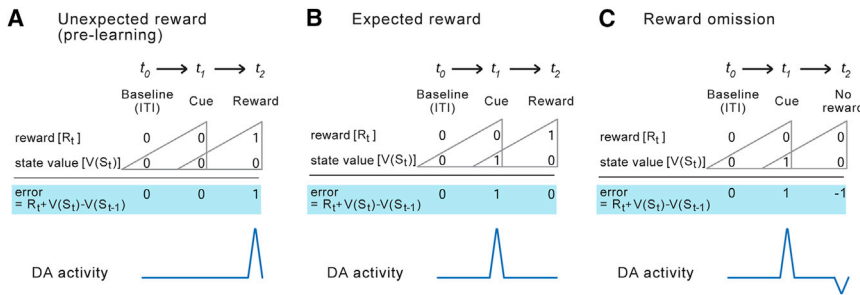 A Unexpected reward
(pre-learning)
t0 t1 t2
Baseline
(ITI) Cue Reward
reward [Rt] 0 0 1
state value [V(St)] 0 0 0
error
= Rt+V(St)-V(St-1) 0 0 1
DA activity
B Expected reward
t0 t1 t2
Baseline
(ITI) Cue Reward
reward [Rt] 0 0 1
state value [V(St)] 0 1 0
error
= Rt+V(St)-V(St-1) 0 1 0
DA activity
C Reward omission
t0 t1 t2
Baseline
(ITI) Cue No
reward
reward [Rt] 0 0 0
state value [V(St)] 0 1 0
error
= Rt+V(St)-V(St-1) 0 1 -1
DA activity